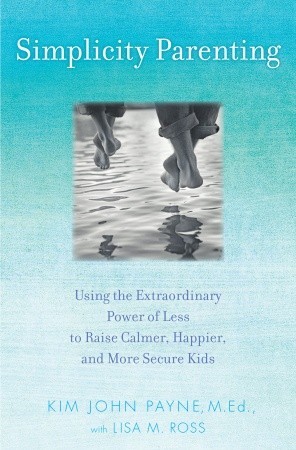 Simplicity Parenting
Using the Extraordinary
Power of Less
to Raise Calmer, Happier,
and More Secure Kids
KIM JOHN PAYNE, M.Ed.,
with LISA M. ROSS